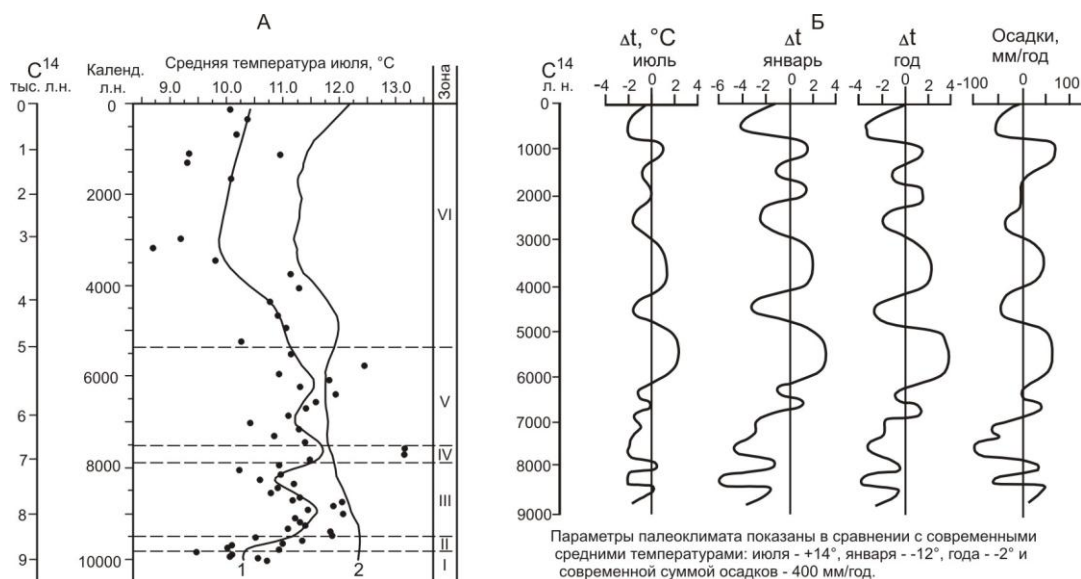 А
С14
тыс. л.н.
Календ.
л.н.
Средняя температура июля, °С
9.0 10.0 11.0 12.0 13.0
Зона
0
1
2
3
4
5
6
7
8
9
0
2000
4000
6000
8000
10000
VI
V
IV
III
II
I
1 2
Б
С14
л. н.
Δt, °С
июль
Δt
январь
Δt
год
Осадки,
мм/год
-4 -2 0 2 4
-6 -4 -2 0 2 4
-4 -2 0 2 4
-100 0 100
0
1000
2000
3000
4000
5000
6000
7000
8000
9000
Параметры палеоклимата показаны в сравнении с современными
средними температурами: июля - +14°, января - -12°, года - -2° и
современной суммой осадков - 400 мм/год.